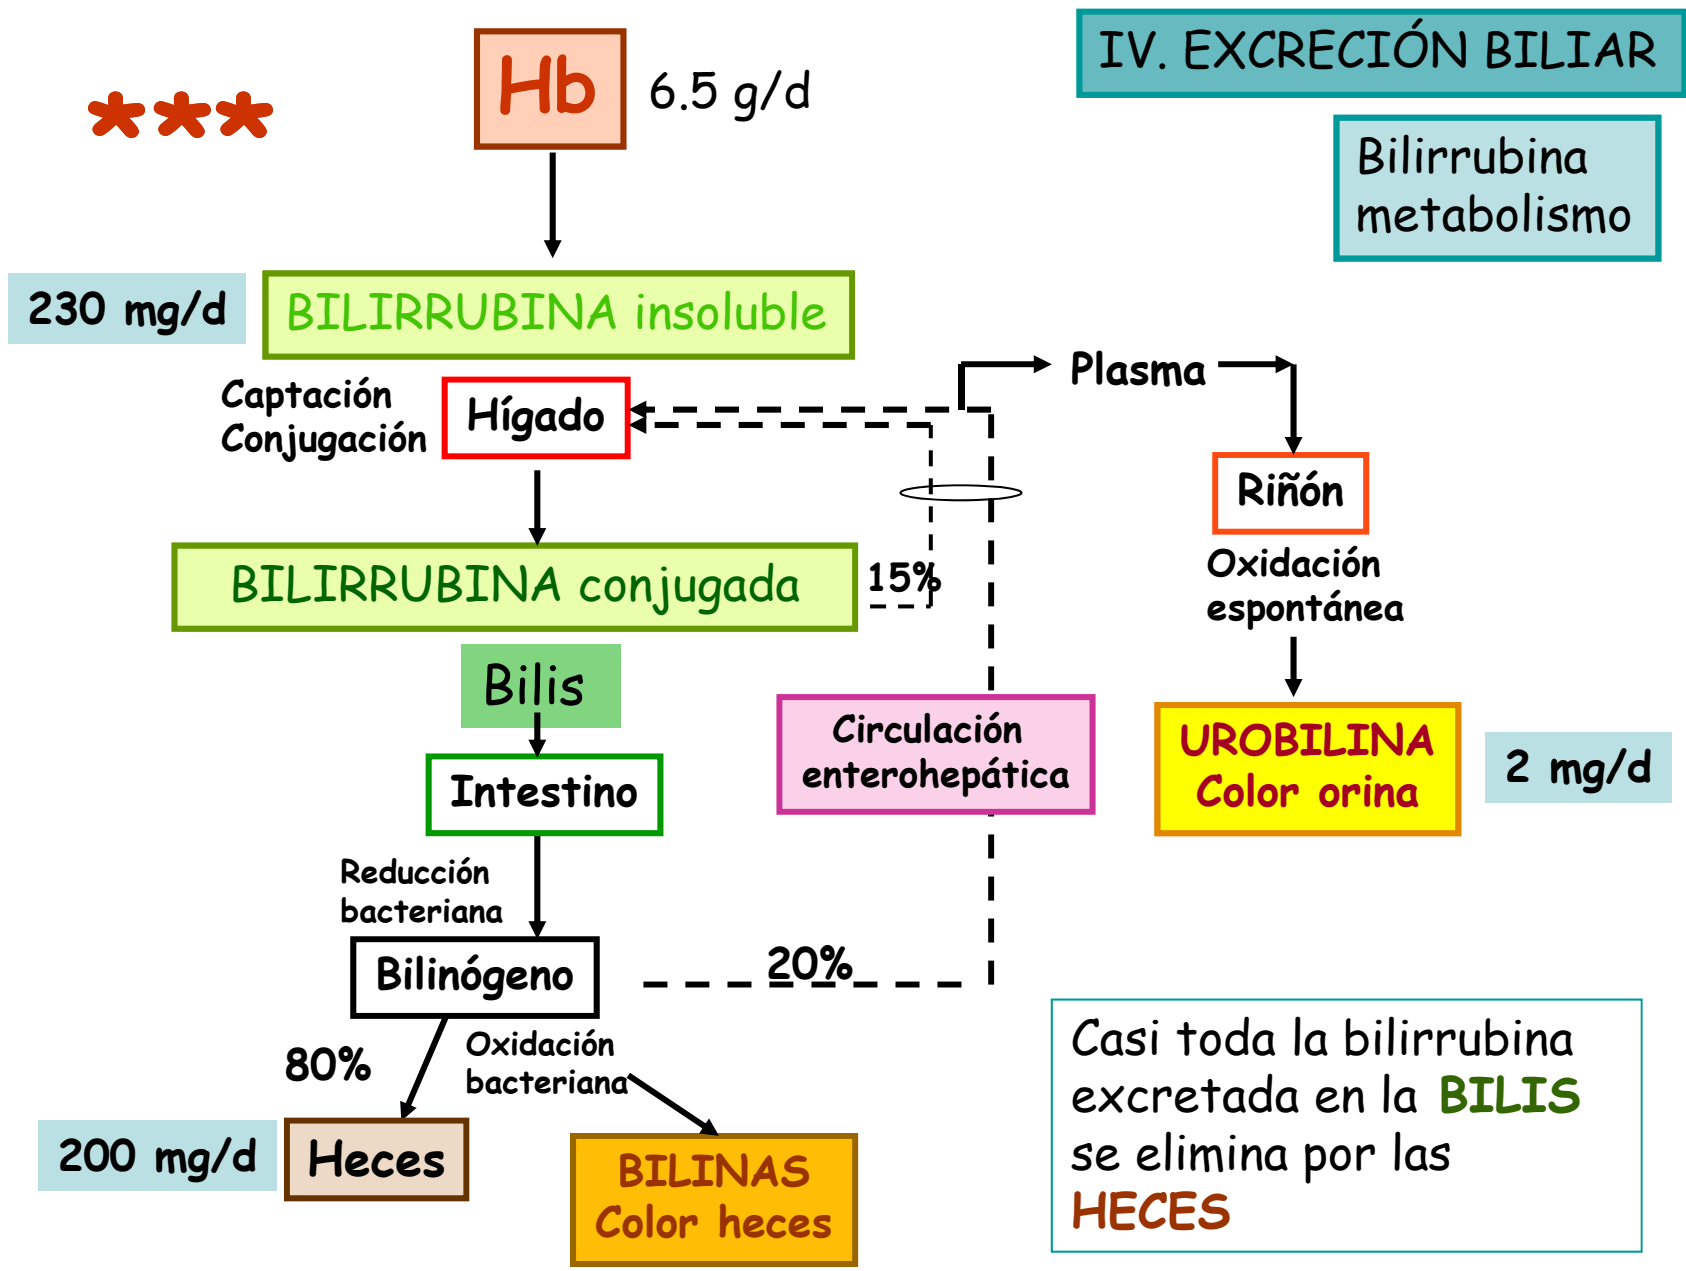 IV. EXCRECIÓN BILIAR
Bilirrubina
metabolismo
***
Hb
6.5 g/d
230 mg/d
BILIRRUBINA insoluble
Captación
Conjugación
Hígado
Plasma
Riñón
Oxidación
espontánea
BILIRRUBINA conjugada
15%
Bilis
Circulación
enterohepática
UROBILINA
Color orina
2 mg/d
Intestino
Reducción
bacteriana
Bilinógeno
20%
80%
Oxidación
bacteriana
200 mg/d
Heces
BILINAS
Color heces
Casi toda la bilirrubina
excretada en la BILIS
se elimina por las
HECES